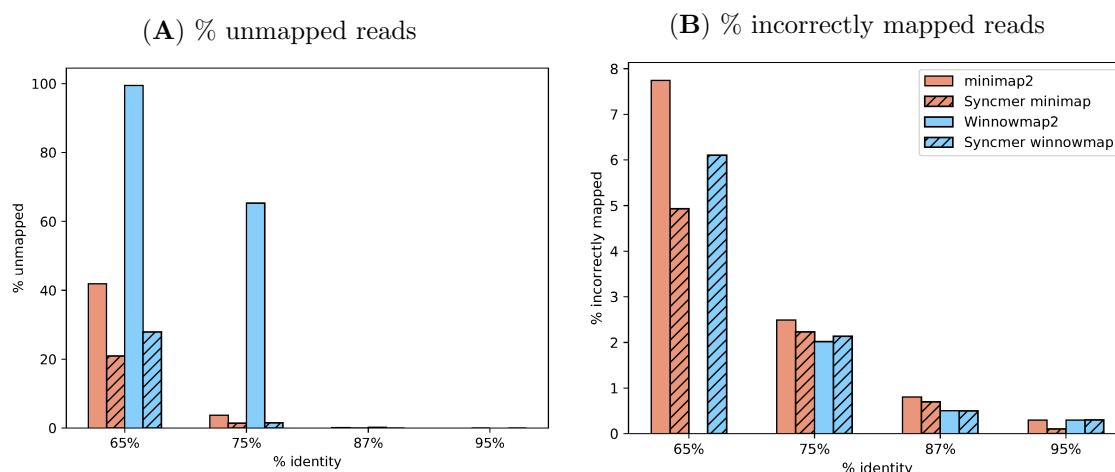 (A) % unmapped reads
100
80
60
40
20
0
% unmapped
65%
75%
87%
95%
% identity
(B) % incorrectly mapped reads
8
7
6
5
4
3
2
1
0
% incorrectly mapped
minimap2
Syncmer minimap
Winnowmap2
Syncmer winnowmap
65%
75%
87%
95%
% identity